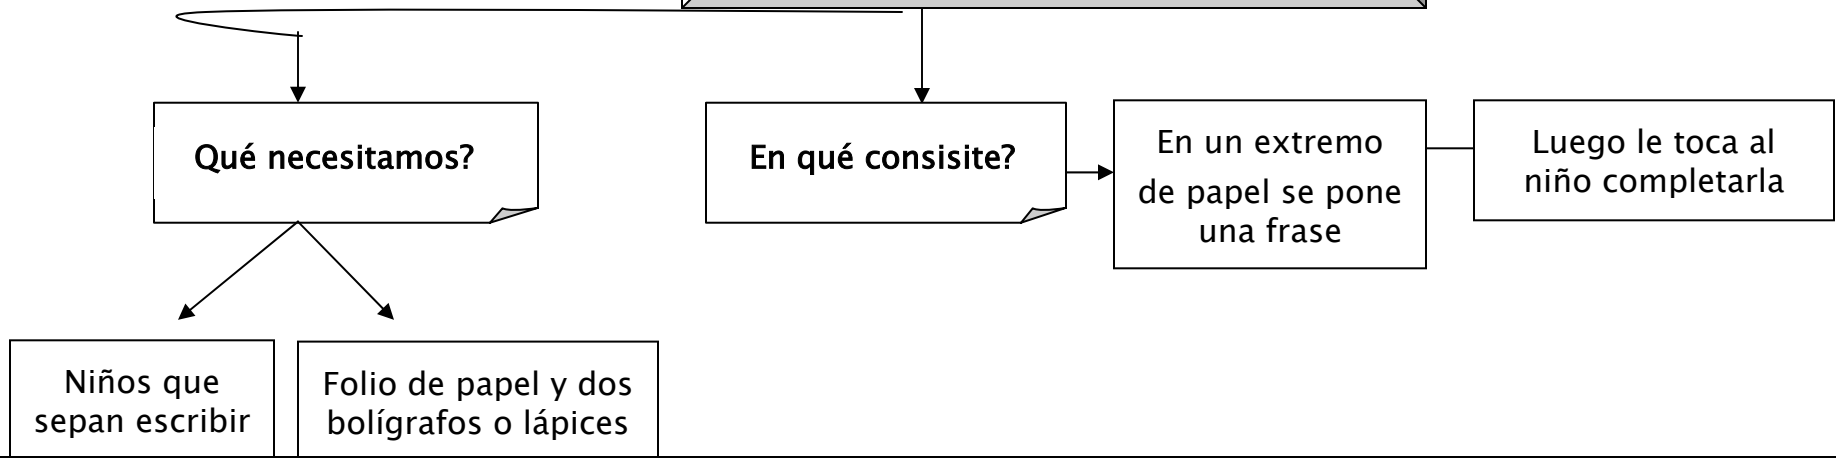 Qué necesitamos?
En qué consisite?
En un extremo
de papel se pone
una frase
Luego le toca al
niño completarla
Niños que
sepan escribir
Folio de papel y dos
bolígrafos o lápices